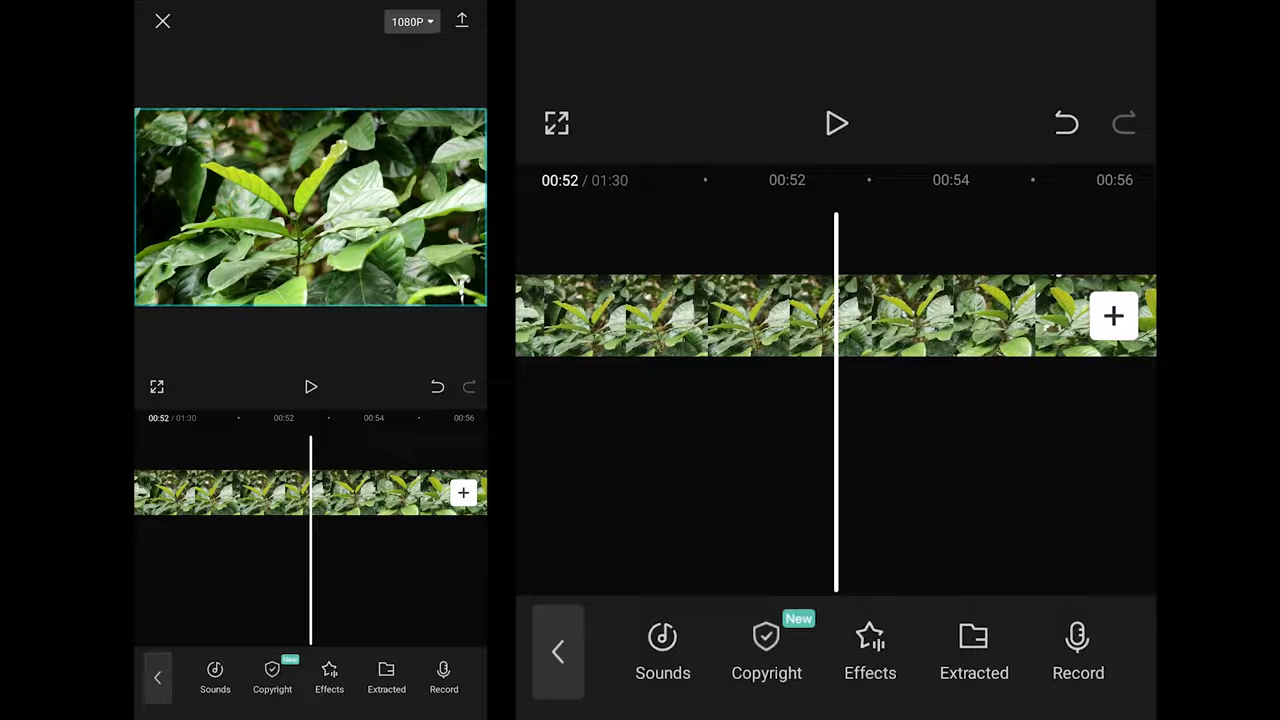 1080P
00:52 / 01:30
00:52
00:54
00:56
New
Sounds
Copyright
Effects
Extracted
Record
00:52 / 01:30
00:52
00:54
00:56
New
Sounds
Copyright
Effects
Extracted
Record